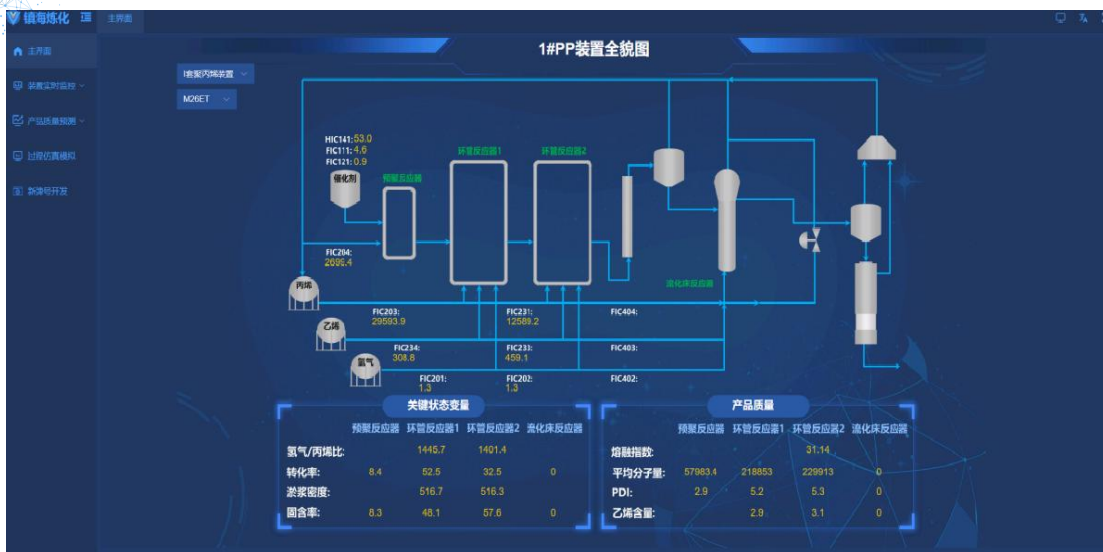 镇海炼化
主界面
主界面
装置实时监控
产品质量预测
过程仿真模拟
新牌号开发
1#PP装置全貌图
I套聚丙烯装置
M26ET
HIC141:53.0
FIC111:4.6
FIC121:0.9
催化剂
预聚反应器
环管反应器1
环管反应器2
FIC204:
2695.4
流化床反应器
丙烯
FIC203:
29593.9
FIC231:
12589.2
FIC404:
乙烯
FIC234:
308.8
FIC233:
459.1
FIC403:
氢气
FIC201:
1.3
FIC202:
1.3
FIC402:
关键状态变量
预聚反应器 环管反应器1 环管反应器2 流化床反应器
氢气/丙烯比: 1445.7 1401.4
转化率: 8.4 52.5 32.5 0
淤浆密度: 516.7 516.3
固含率: 8.3 48.1 57.6 0
产品质量
预聚反应器 环管反应器1 环管反应器2 流化床反应器
熔融指数: 31.14
平均分子量: 57983.4 218853 229913 0
PDI: 2.9 5.2 5.3 0
乙烯含量: 2.9 3.1 0